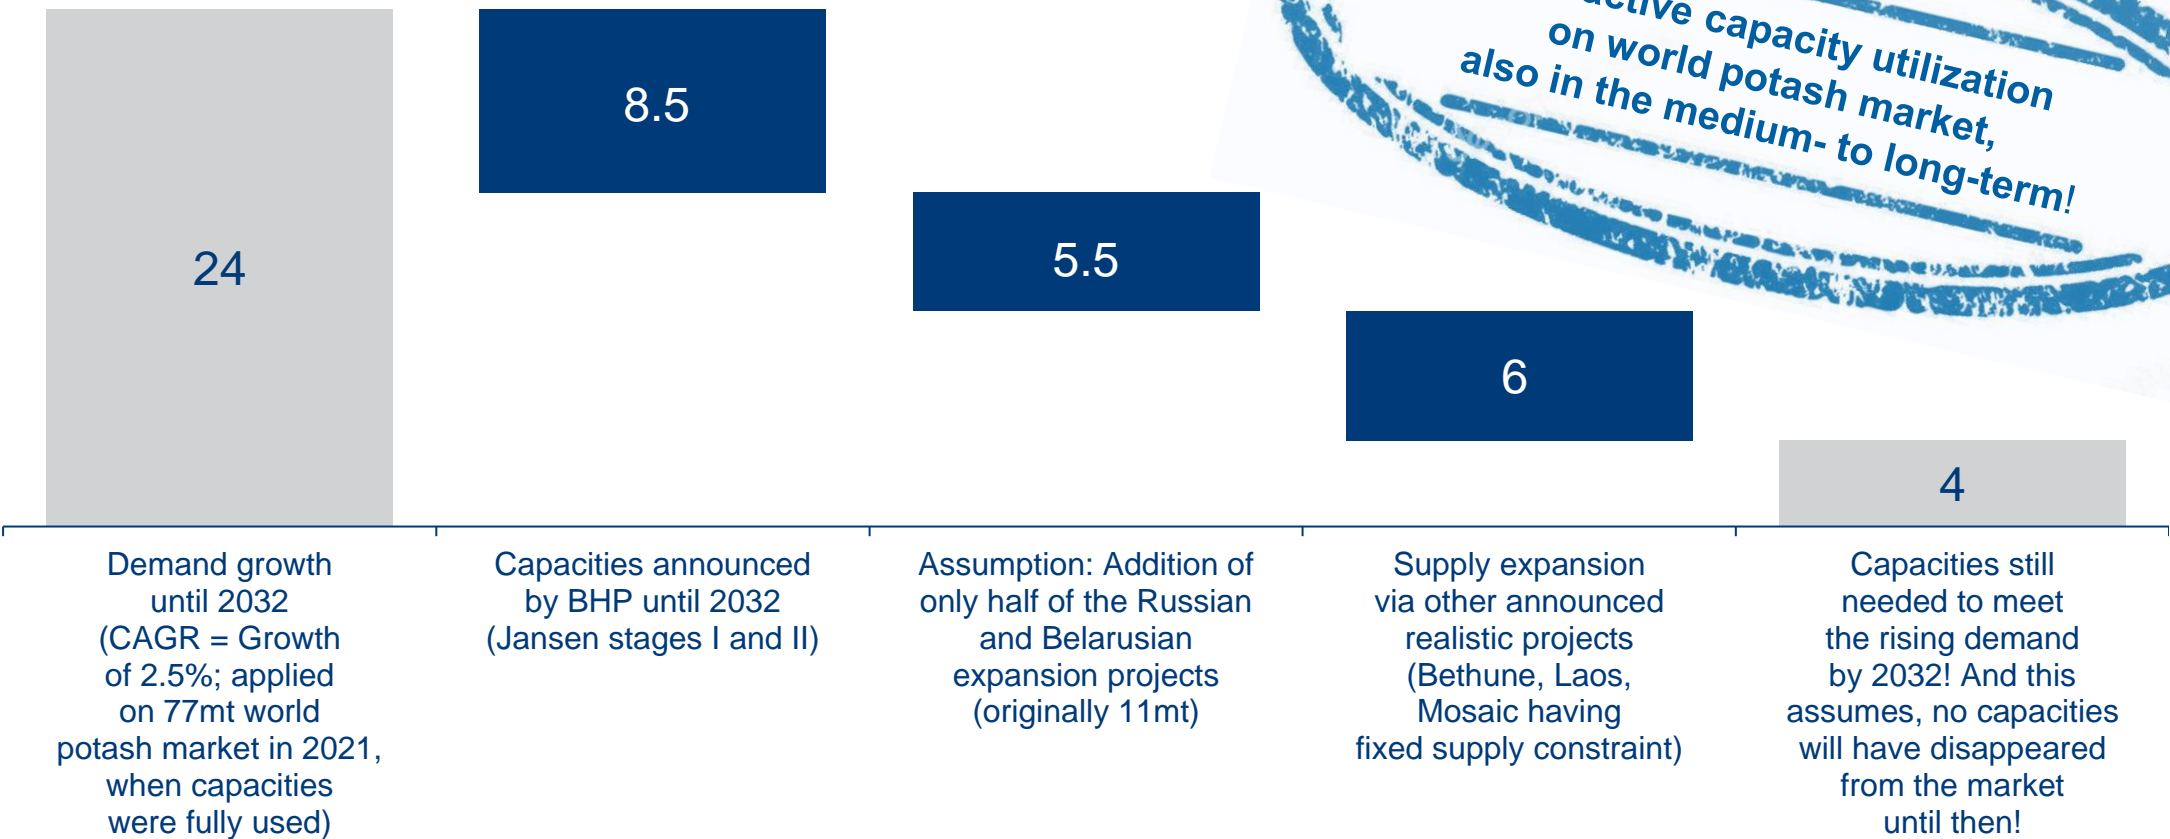 capacity utilization
on world potash market,
also in the medium- to long-term!
24
8.5
5.5
6
4
Demand growth
until 2032
(CAGR = Growth
of 2.5%; applied
on 77mt world
potash market in 2021,
when capacities
were fully used)
Capacities announced
by BHP until 2032
(Jansen stages I and II)
Assumption: Addition of
only half of the Russian
and Belarusian
expansion projects
(originally 11mt)
Supply expansion
via other announced
realistic projects
(Bethune, Laos,
Mosaic having
fixed supply constraint)
Capacities still
needed to meet
the rising demand
by 2032! And this
assumes, no capacities
will have disappeared
from the market
until then!